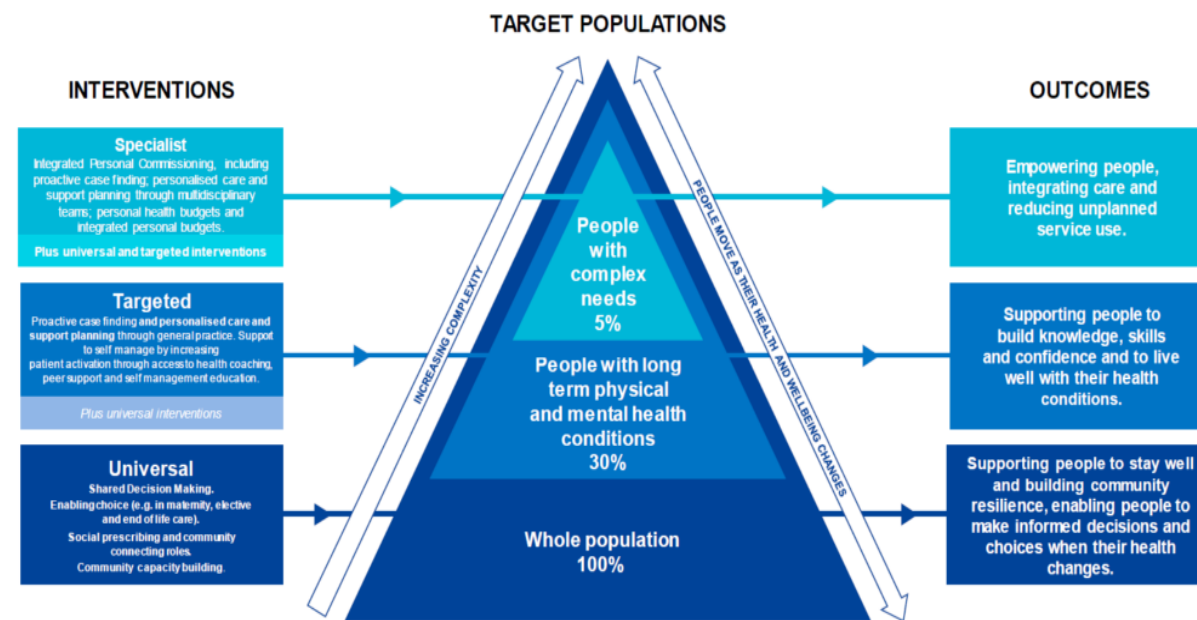 TARGET POPULATIONS
INTERVENTIONS
Specialist
Integrated Personal Commissioning, including
proactive case finding; personalised care and
support planning through multidisciplinary
teams; personal health budgets and
integrated personal budgets.
Plus universal and targeted interventions
Targeted
Proactive case finding and personalised care and
support planning through general practice. Support
to self manage by increasing
patient activation through access to health coaching,
peer support and self management education.
Plus universal interventions
Universal
Shared Decision Making.
Enabling choice (e.g. in maternity, elective
and end of life care).
Social prescribing and community
connecting roles.
Community capacity building.
INCREASING COMPLEXITY
People
with
complex
needs
5%
People with long
term physical
and mental health
conditions
30%
Whole population
100%
PEOPLE MOVE AS THEIR HEALTH AND WELLBEING CHANGES
OUTCOMES
Empowering people,
integrating care and
reducing unplanned
service use.
Supporting people to
build knowledge, skills
and confidence and to live
well with their health
conditions.
Supporting people to stay well
and building community
resilience, enabling people to
make informed decisions and
choices when their health
changes.